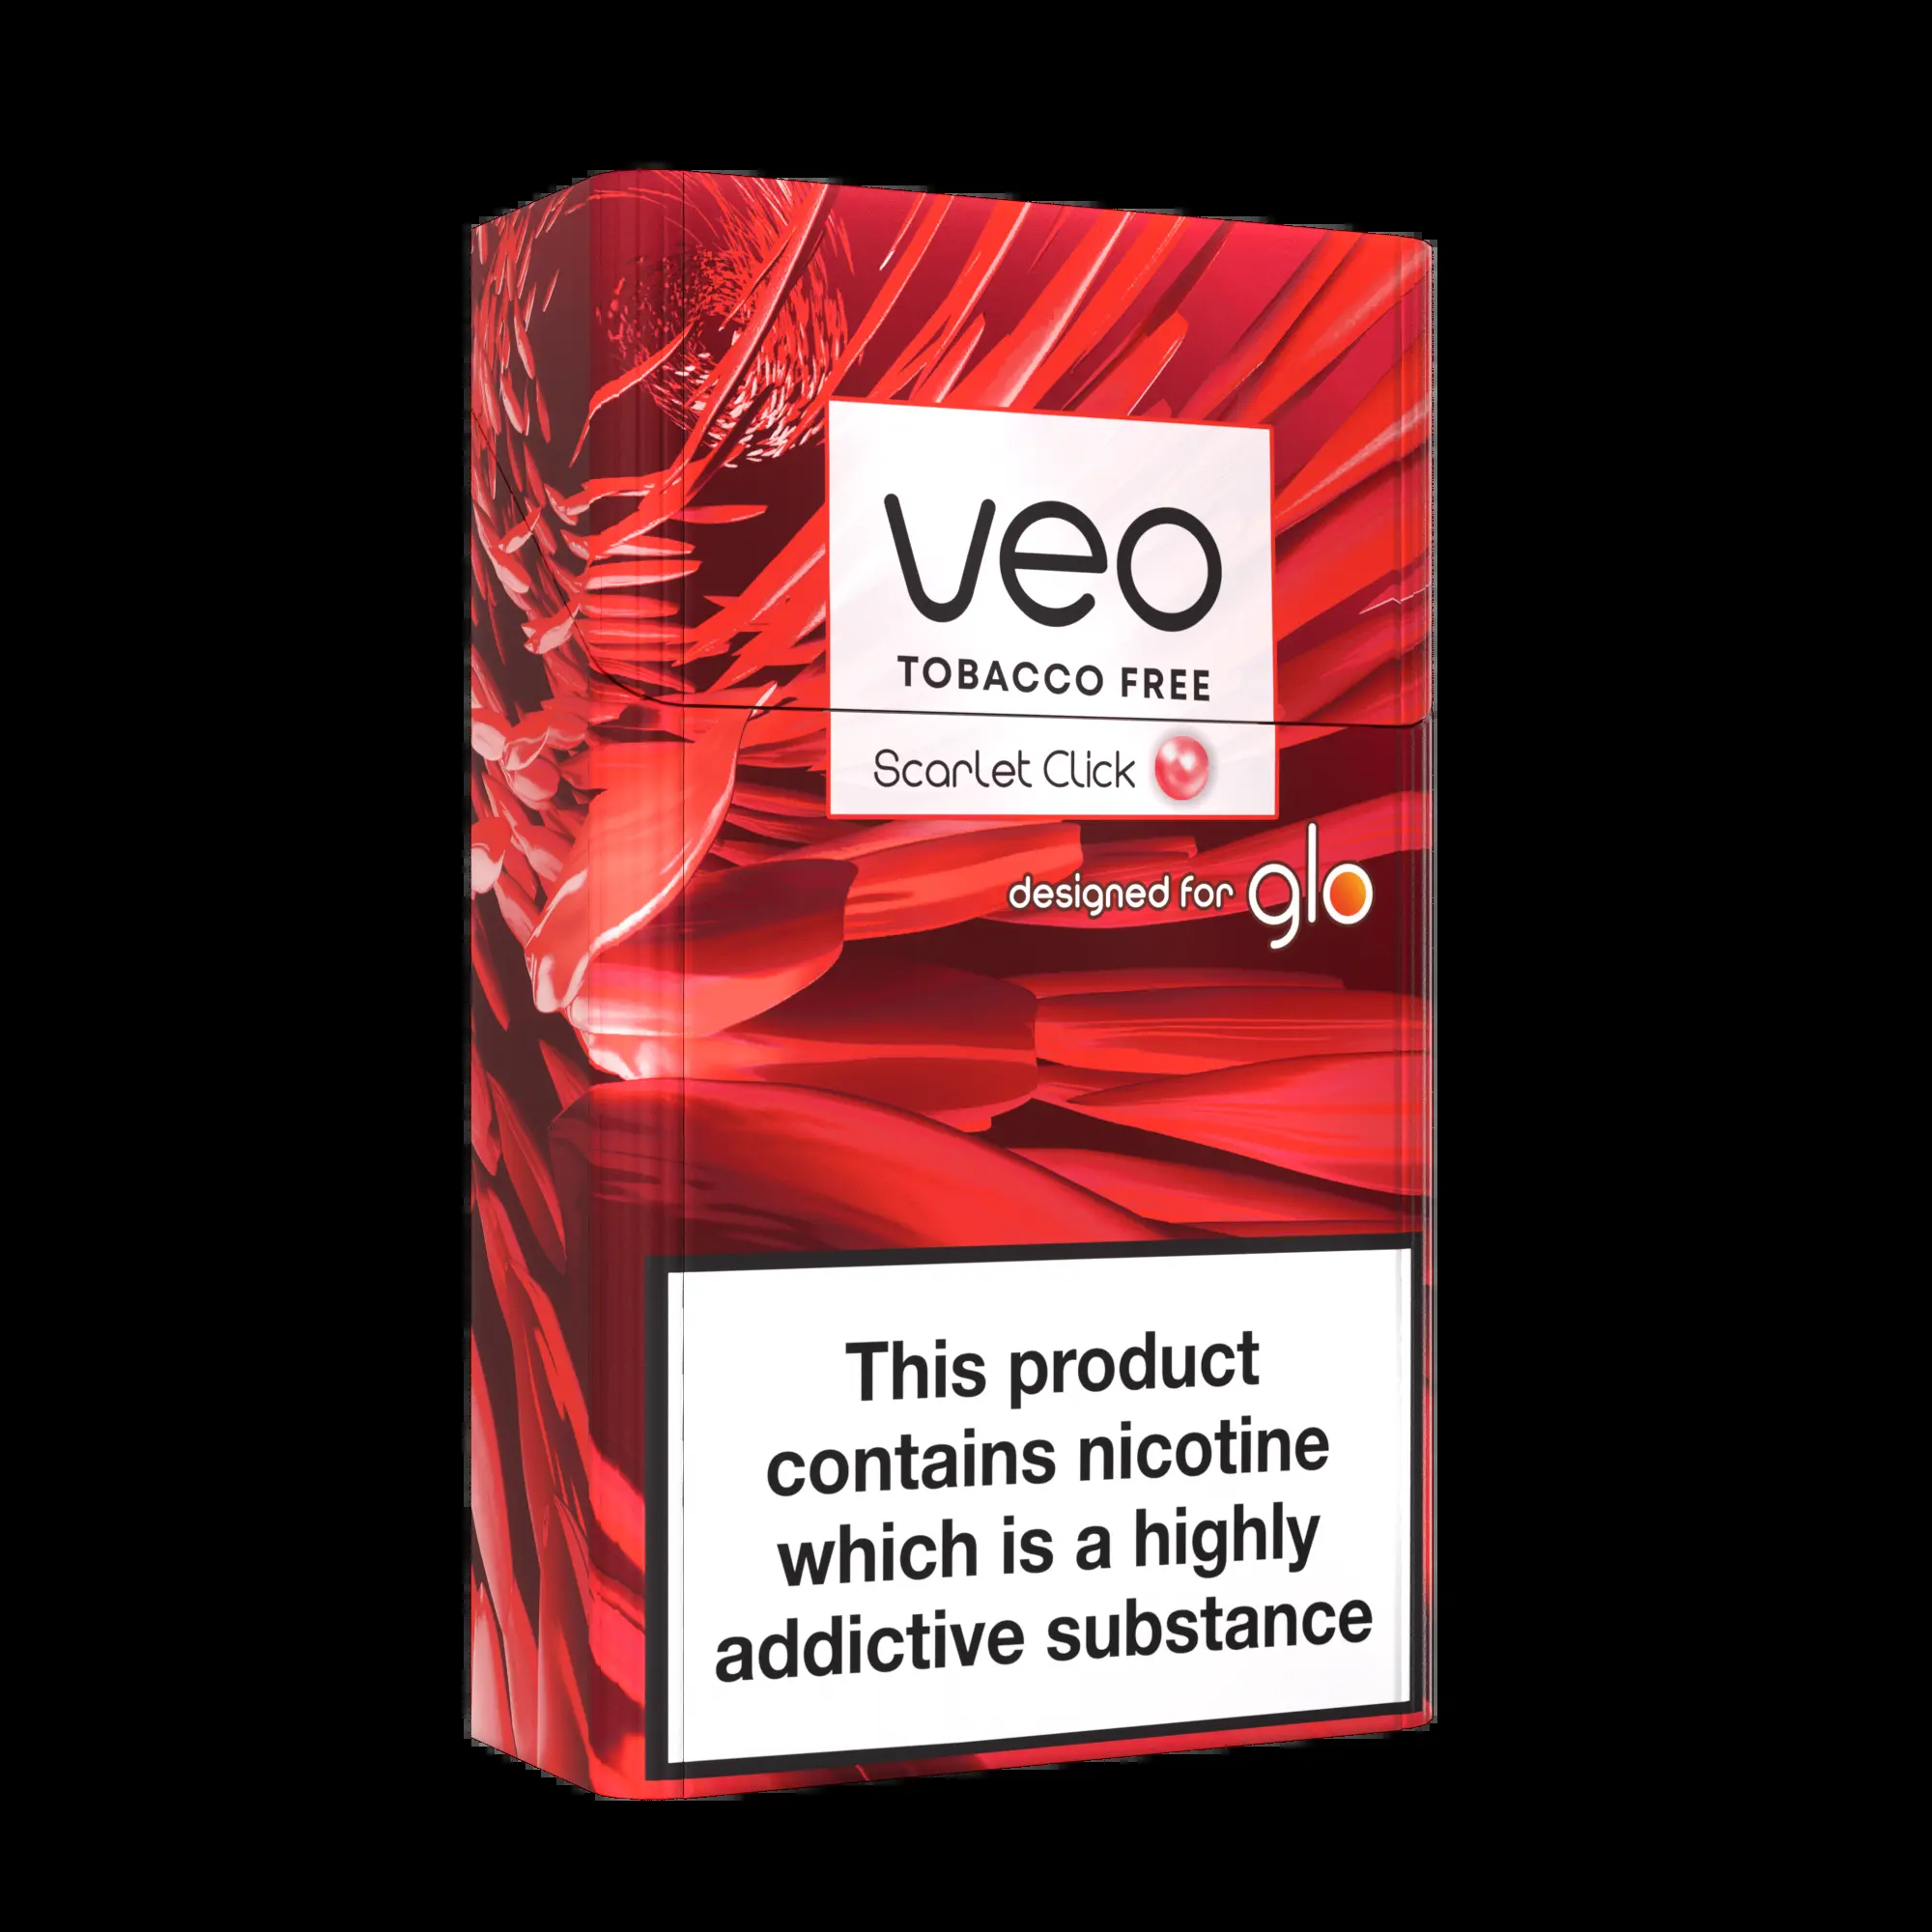 veo
TOBACCO FREE
Scarlet Click
designed for glo
This product
contains nicotine
which is a highly
addictive substance